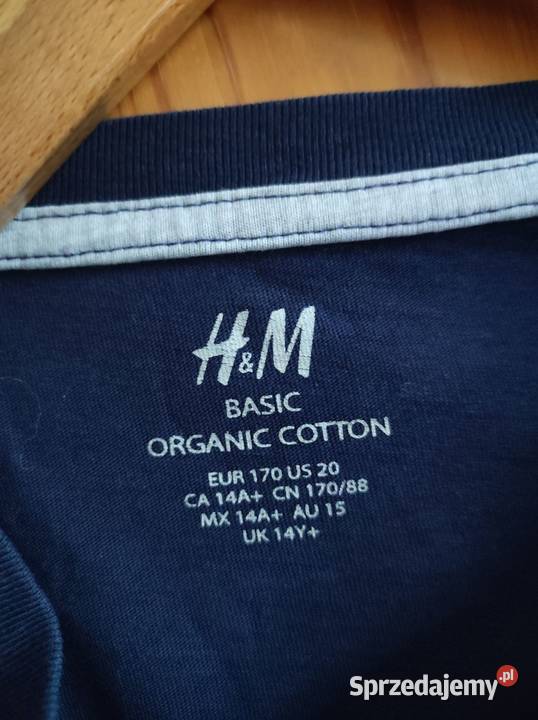 H&M
BASIC
ORGANIC COTTON
EUR 170 US 20
CA 14A+ CN 170/88
MX 14A+ AU 15
UK 14Y+
Sprzedajemy.pl